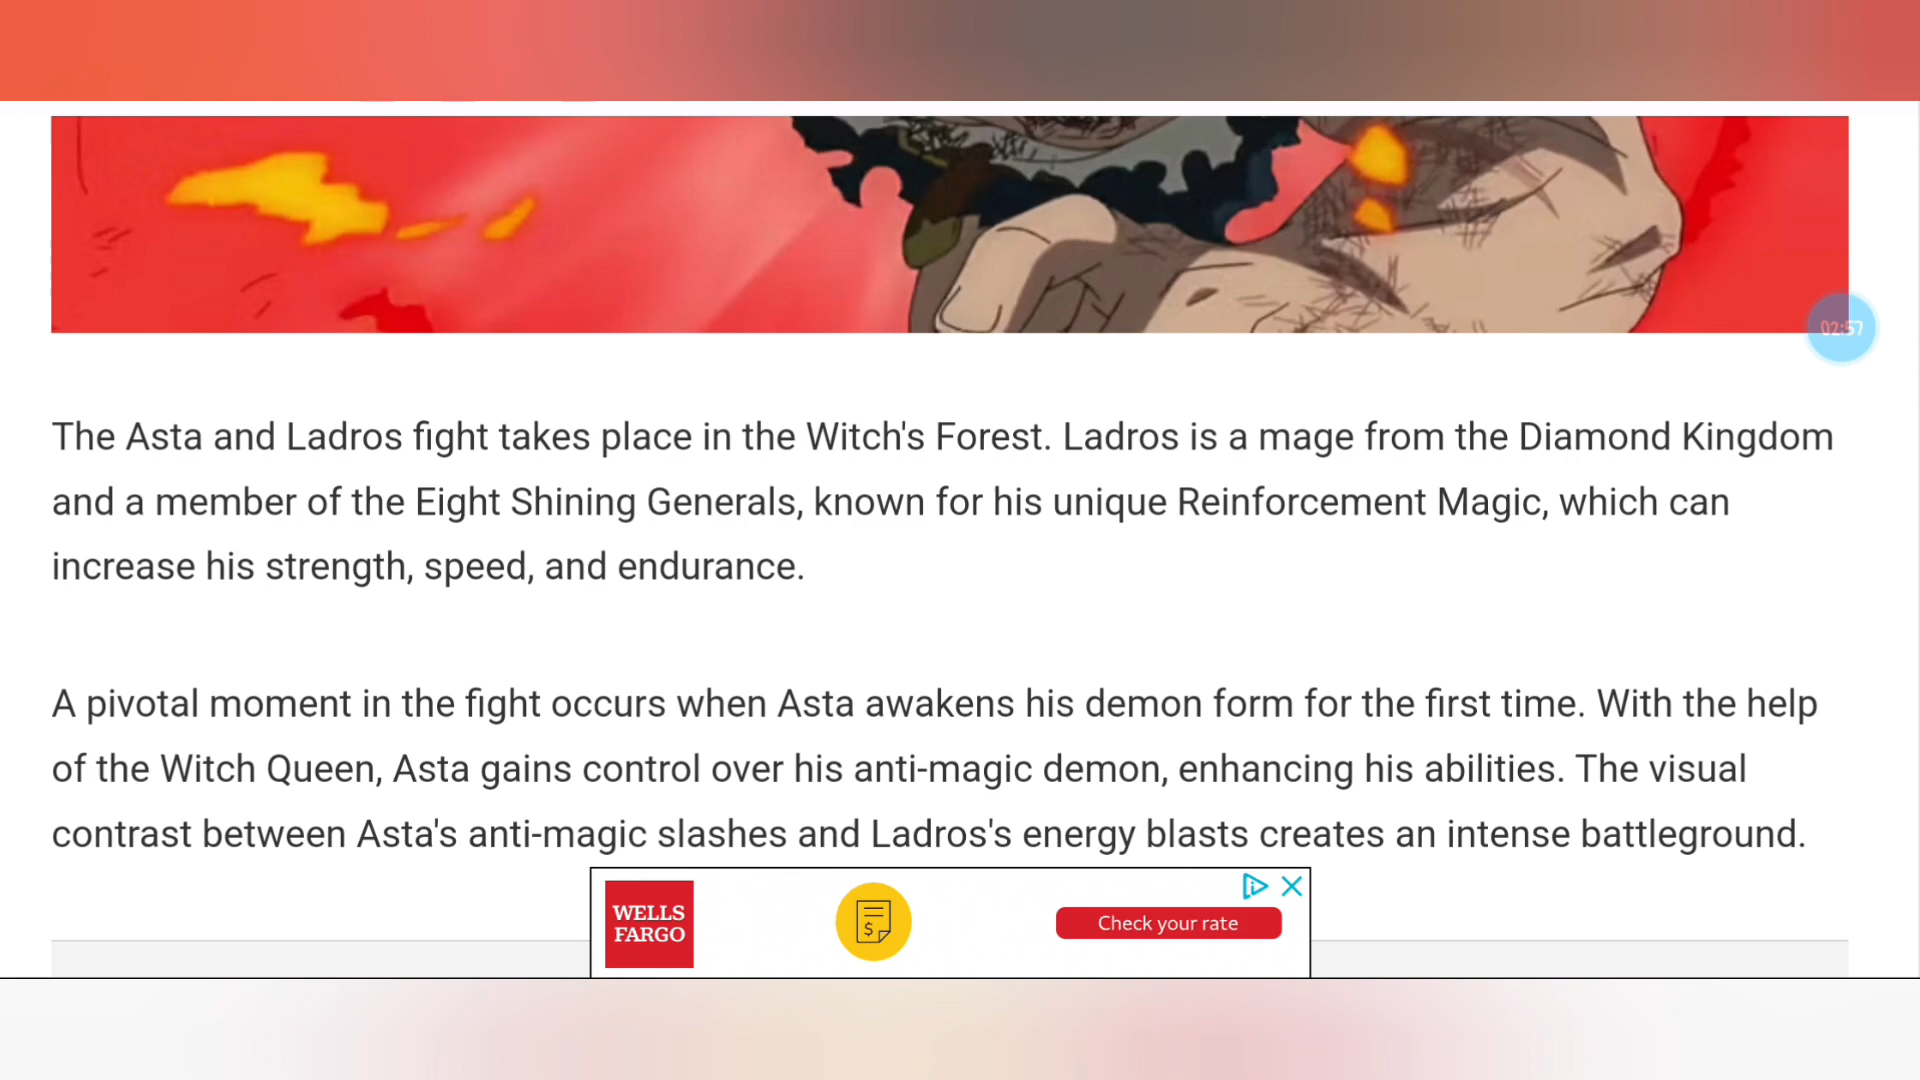 02:57
The Asta and Ladros fight takes place in the Witch's Forest. Ladros is a mage from the Diamond Kingdom
and a member of the Eight Shining Generals, known for his unique Reinforcement Magic, which can
increase his strength, speed, and endurance.
A pivotal moment in the fight occurs when Asta awakens his demon form for the first time. With the help
of the Witch Queen, Asta gains control over his anti-magic demon, enhancing his abilities. The visual
contrast between Asta's anti-magic slashes and Ladros's energy blasts creates an intense battleground.
WELLS
FARGO
$
Check your rate